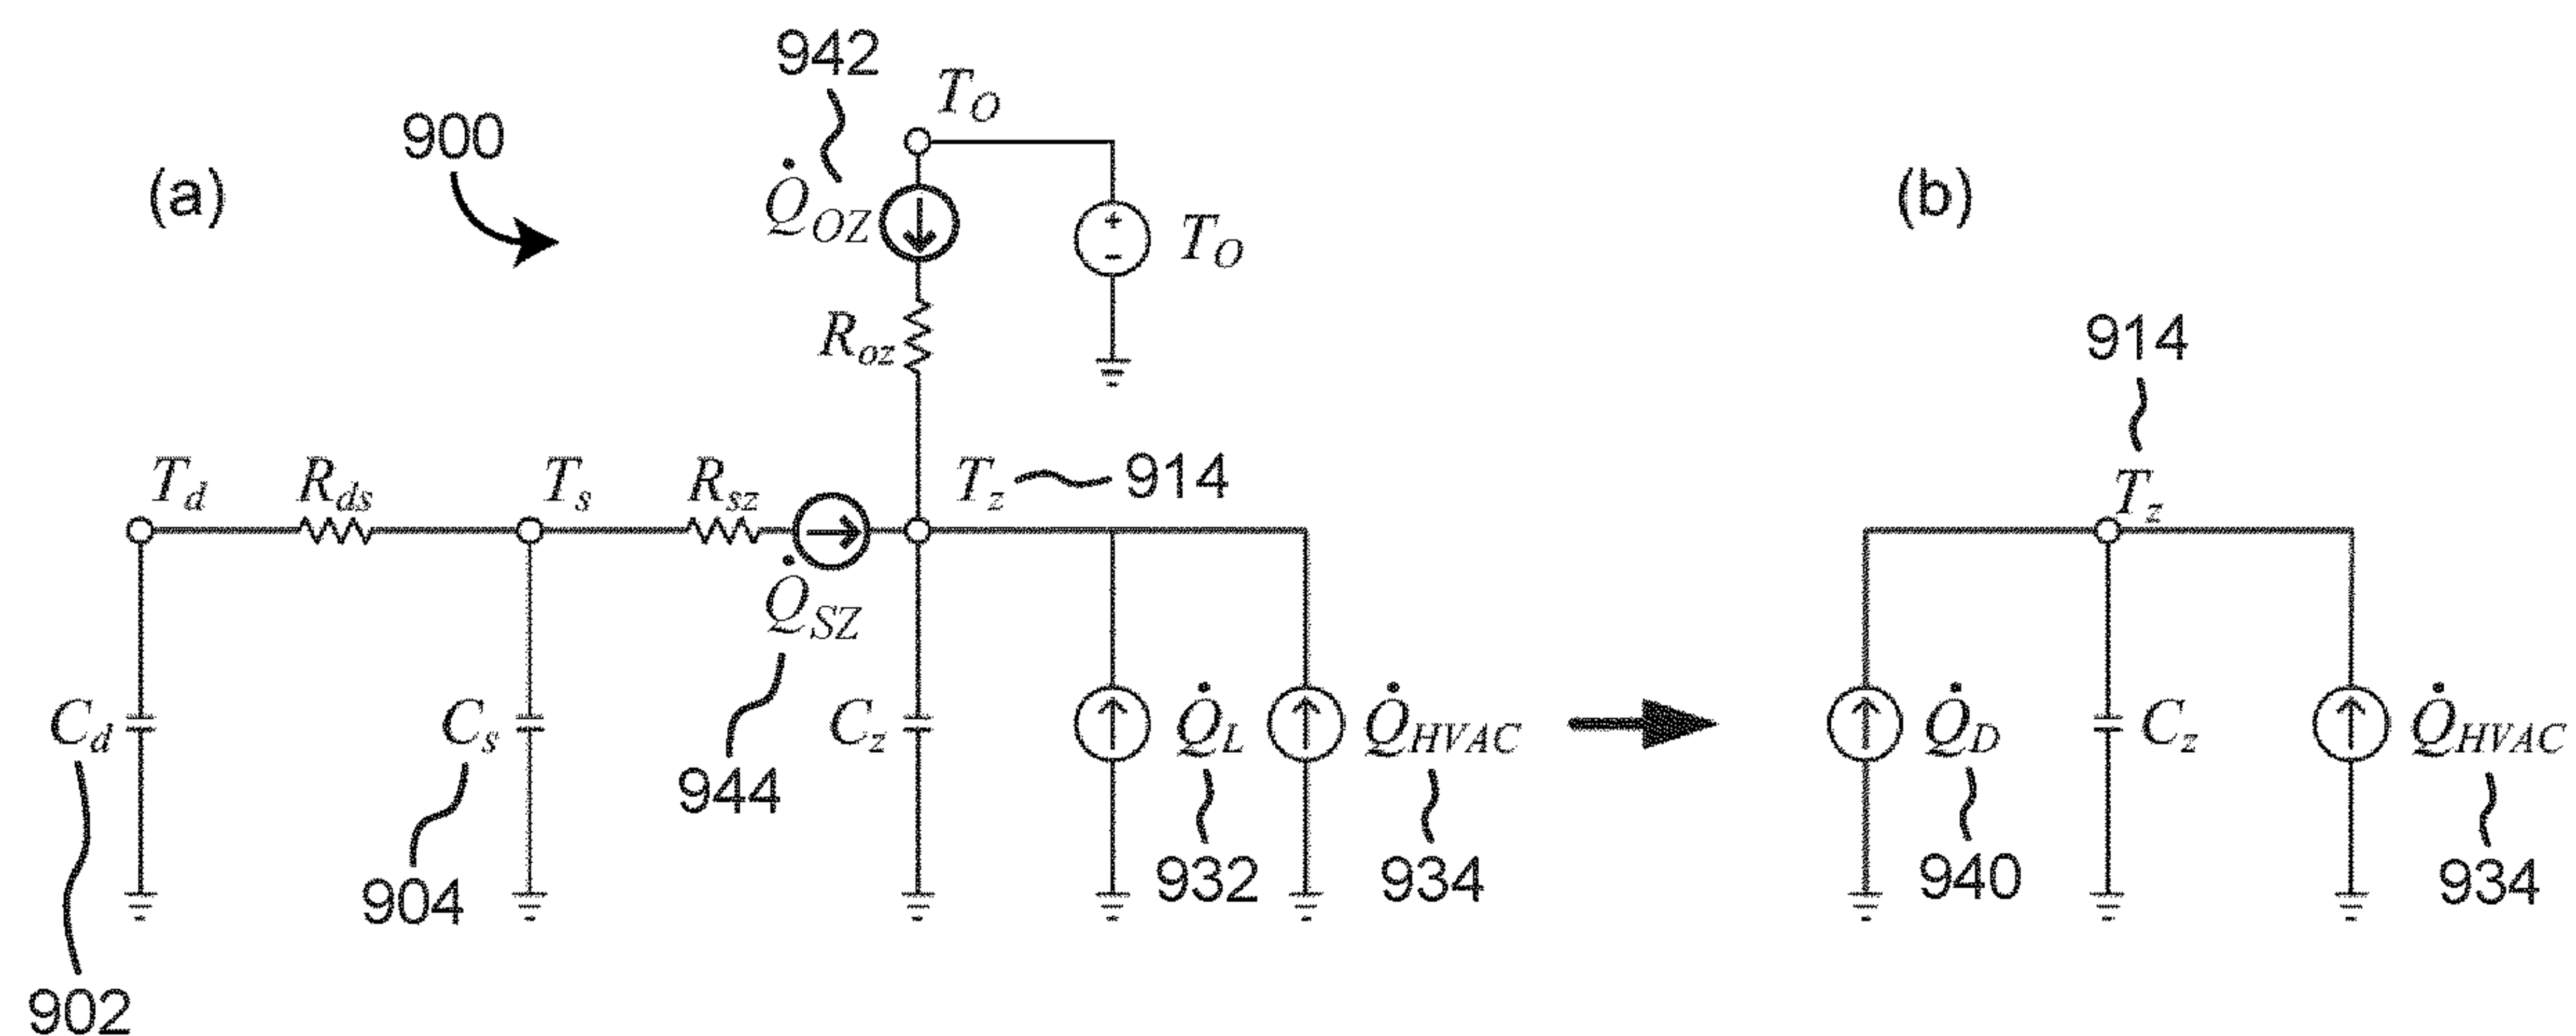 942
T_O
900
(a)
Q̇_OZ
T_O
(b)
+
-
R_oz
914
T_d R_ds T_s R_sz T_z 914
T_z
Q̇_SZ
C_d C_s C_z Q̇_L Q̇_HVAC Q̇_D C_z Q̇_HVAC
944
904 932 934 940 934
902